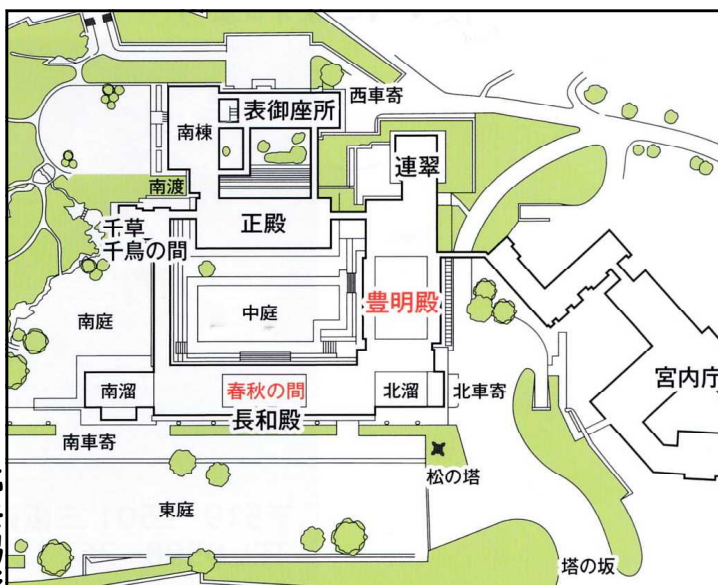 表御座所
西車寄
南棟
連翠
南渡
正殿
千草
千鳥の間
豊明殿
中庭
南庭
宮内庁
春秋の間
南溜
北溜
北車寄
長和殿
南車寄
松の塔
東庭
塔の坂